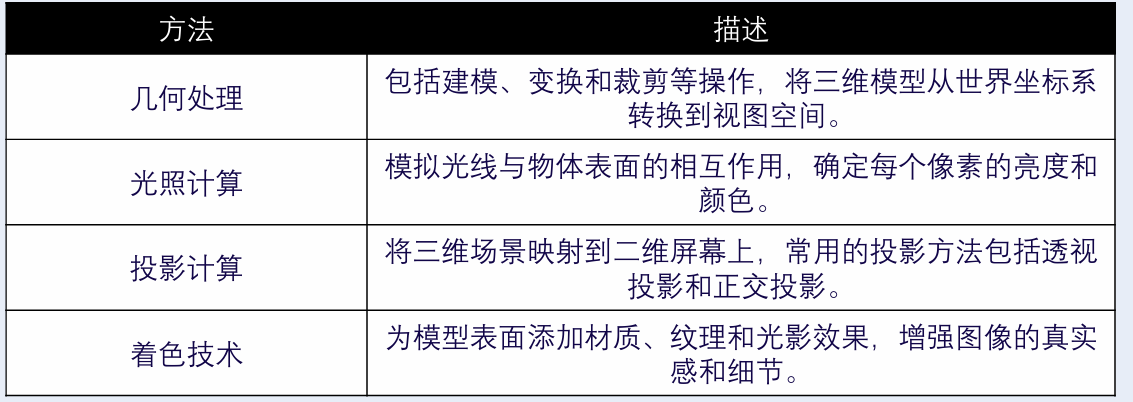 方法
描述
几何处理
包括建模、变换和裁剪等操作，将三维模型从世界坐标系
转换到视图空间。
光照计算
模拟光线与物体表面的相互作用，确定每个像素的亮度和
颜色。
投影计算
将三维场景映射到二维屏幕上，常用的投影方法包括透视
投影和正交投影。
着色技术
为模型表面添加材质、纹理和光影效果，增强图像的真实
感和细节。